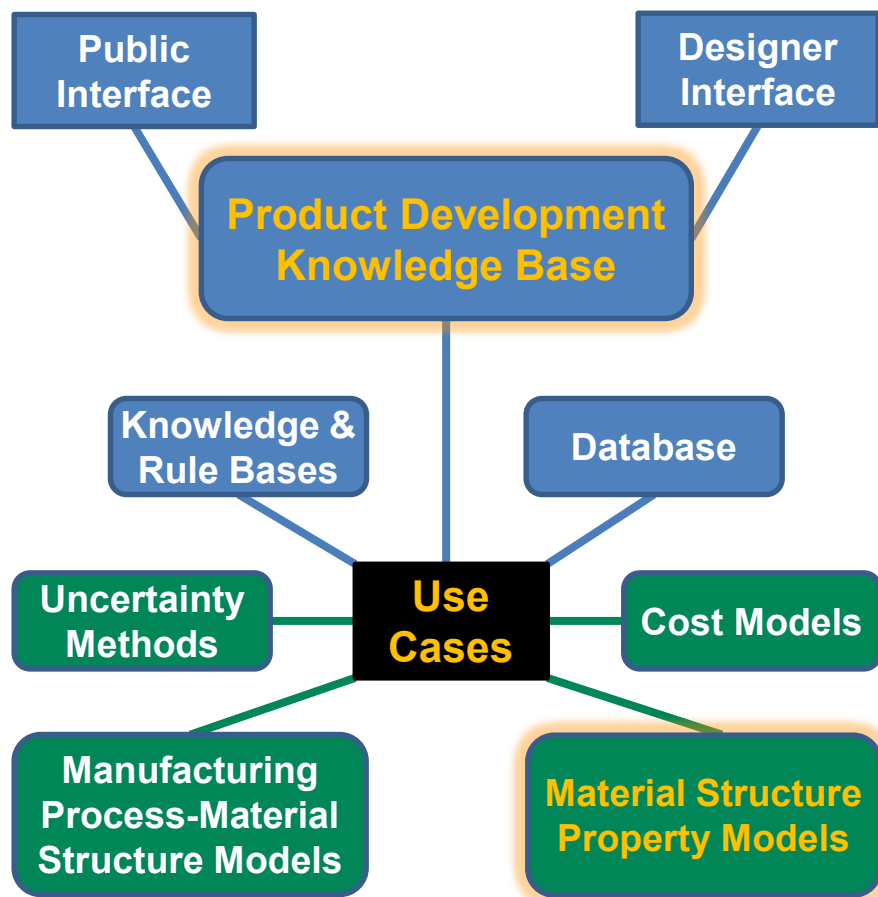 Public
Interface
Designer
Interface
Product Development
Knowledge Base
Knowledge &
Rule Bases
Database
Uncertainty
Methods
Use
Cases
Cost Models
Manufacturing
Process-Material
Structure Models
Material Structure
Property Models